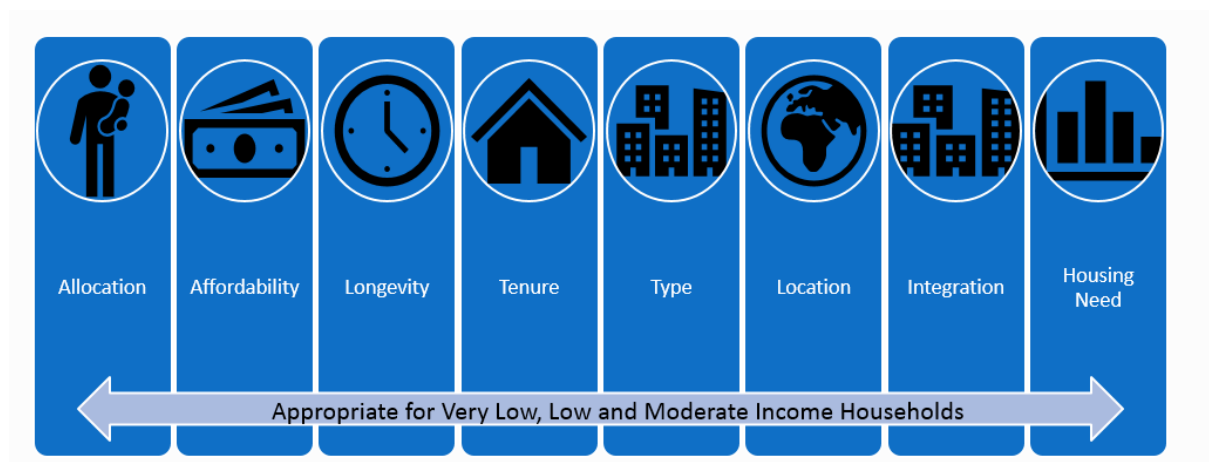 Allocation
Affordability
Longevity
Tenure
Type
Location
Integration
Housing
Need
Appropriate for Very Low, Low and Moderate Income Households